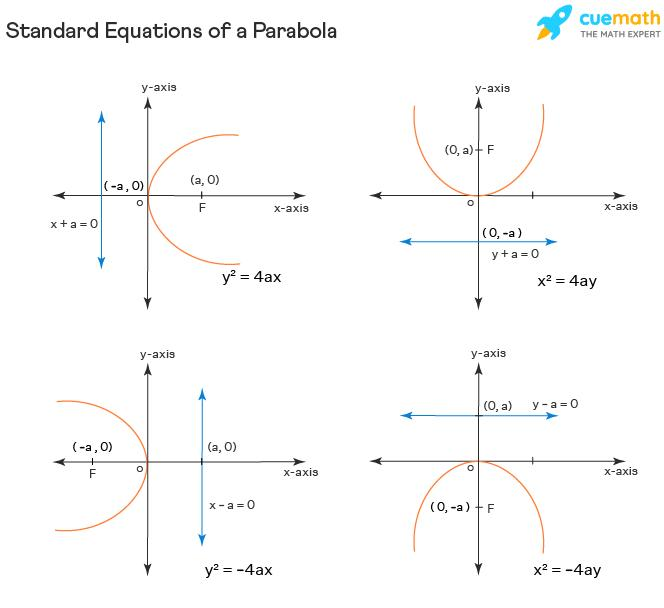 Standard Equations of a Parabola
cuemath
THE MATH EXPERT
y-axis
(-a, 0)
(a, 0)
O
F
x-axis
x + a = 0
y² = 4ax
y-axis
(0, a)
F
O
x-axis
(0, -a)
y + a = 0
x² = 4ay
y-axis
(-a, 0)
(a, 0)
F
O
x-axis
x - a = 0
y² = -4ax
y-axis
(0, a)
y - a = 0
O
x-axis
(0, -a)
F
x² = -4ay